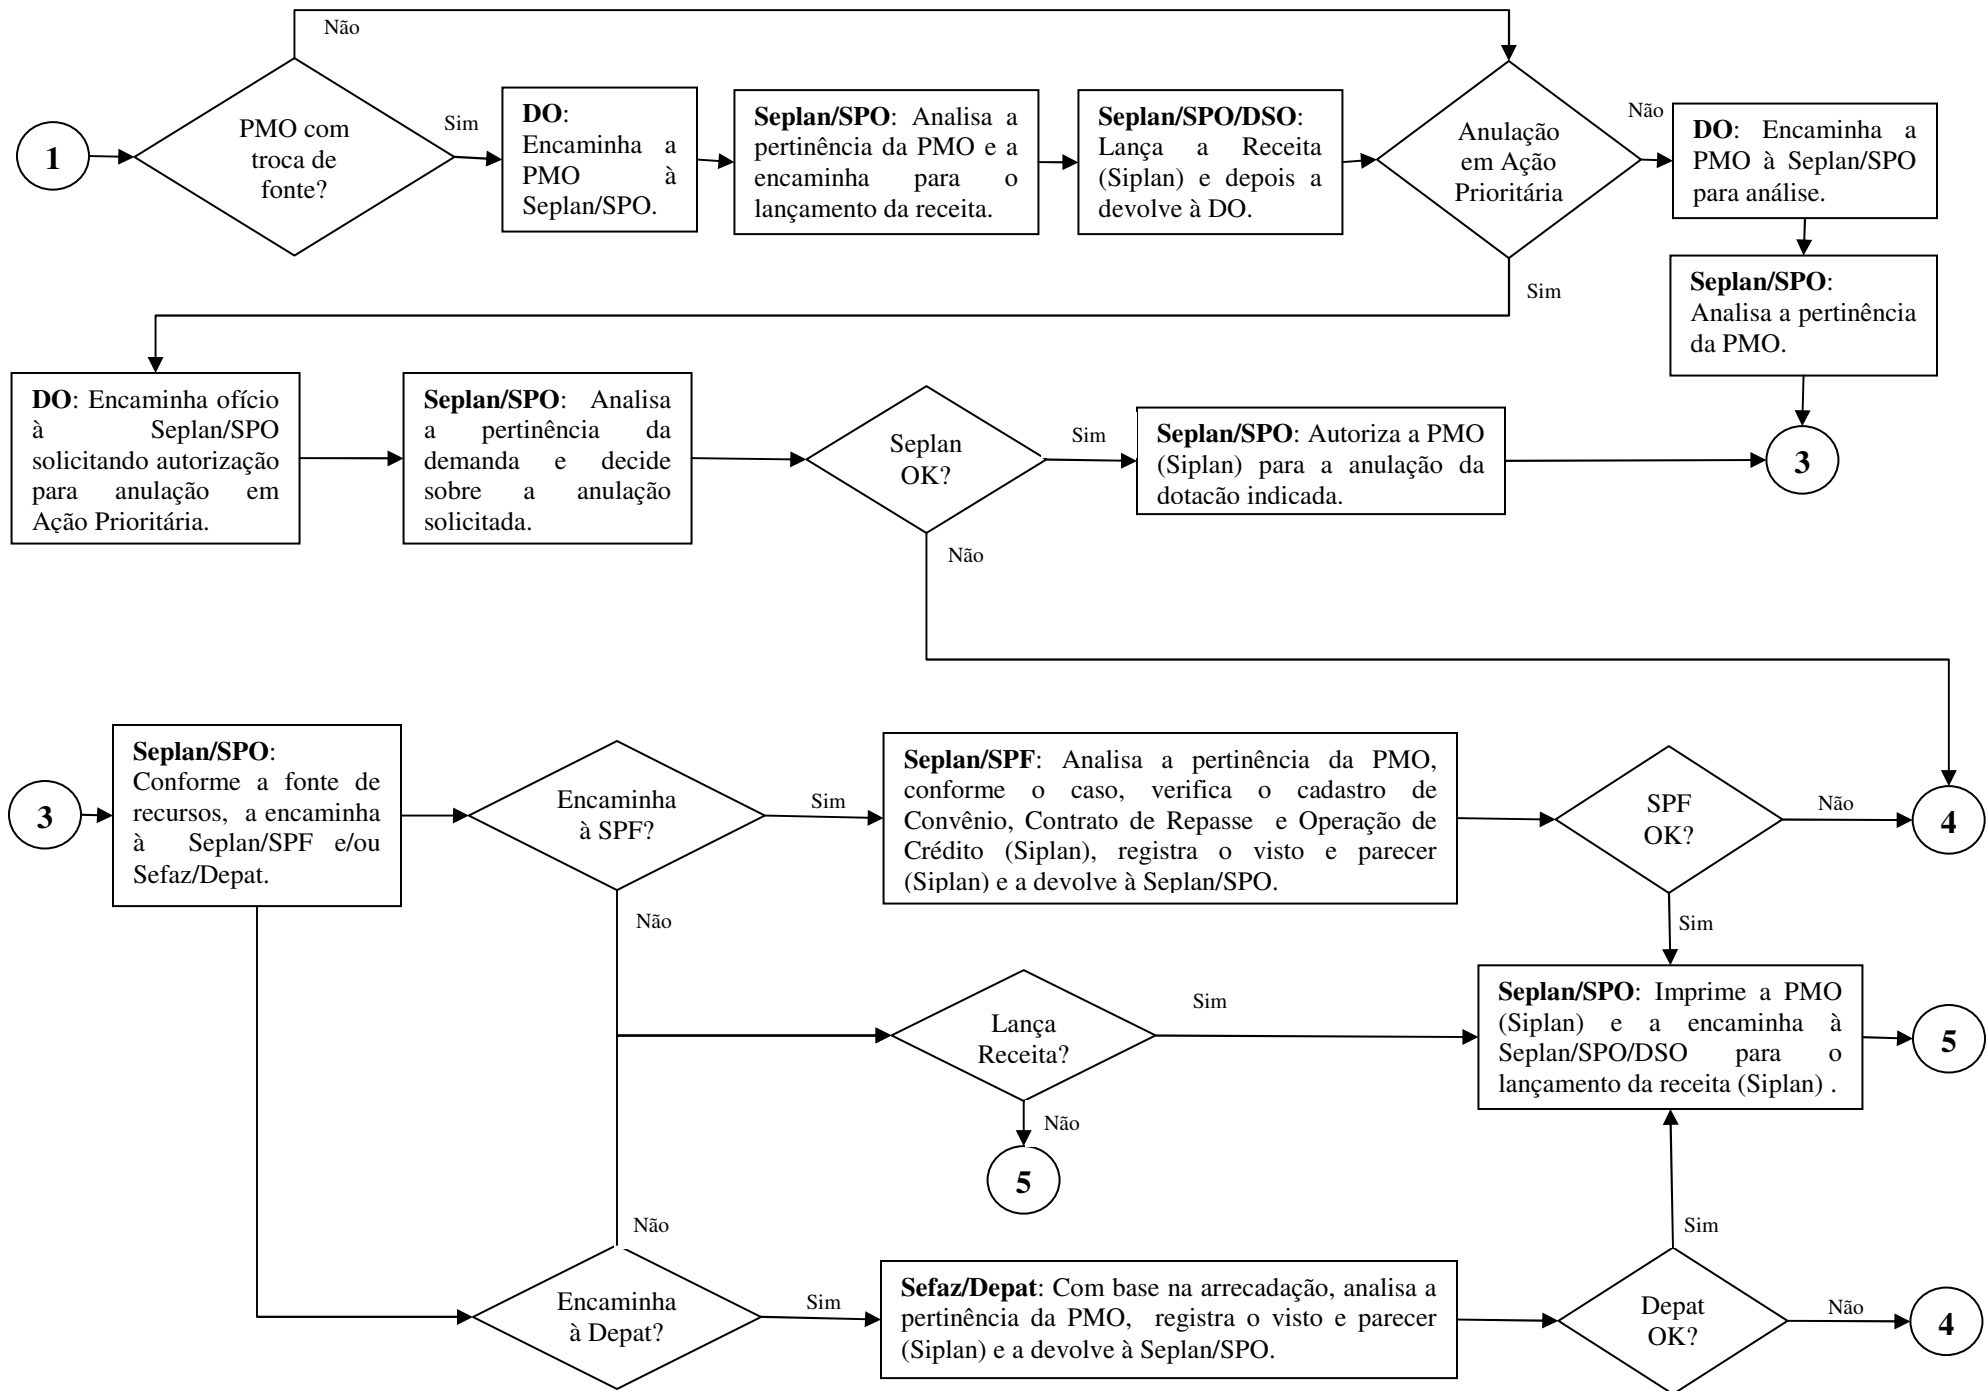 Não
1
PMO com
troca de
fonte?
Sim
DO:
Encaminha a
PMO à
Seplan/SPO.
Seplan/SPO: Analisa a
pertinência da PMO e a
encaminha para o
lançamento da receita.
Seplan/SPO/DSO:
Lança a Receita
(Siplan) e depois a
devolve à DO.
Anulação
em Ação
Prioritária
Não
DO: Encaminha a
PMO à Seplan/SPO
para análise.
Sim
Seplan/SPO:
Analisa a pertinência
da PMO.
DO: Encaminha ofício
à Seplan/SPO
solicitando autorização
para anulação em
Ação Prioritária.
Seplan/SPO: Analisa
a pertinência da
demanda e decide
sobre a anulação
solicitada.
Seplan
OK?
Sim
Seplan/SPO: Autoriza a PMO
(Siplan) para a anulação da
dotacão indicada.
3
Não
3
Seplan/SPO:
Conforme a fonte de
recursos, a encaminha
à Seplan/SPF e/ou
Sefaz/Depat.
Encaminha
à SPF?
Sim
Seplan/SPF: Analisa a pertinência da PMO,
conforme o caso, verifica o cadastro de
Convênio, Contrato de Repasse e Operação de
Crédito (Siplan), registra o visto e parecer
(Siplan) e a devolve à Seplan/SPO.
SPF
OK?
Não
4
Não
Sim
Lança
Receita?
Sim
Seplan/SPO: Imprime a PMO
(Siplan) e a encaminha à
Seplan/SPO/DSO para o
lançamento da receita (Siplan) .
5
Não
5
Não
Encaminha
à Depat?
Sim
Sefaz/Depat: Com base na arrecadação, analisa a
pertinência da PMO, registra o visto e parecer
(Siplan) e a devolve à Seplan/SPO.
Sim
Depat
OK?
Não
4